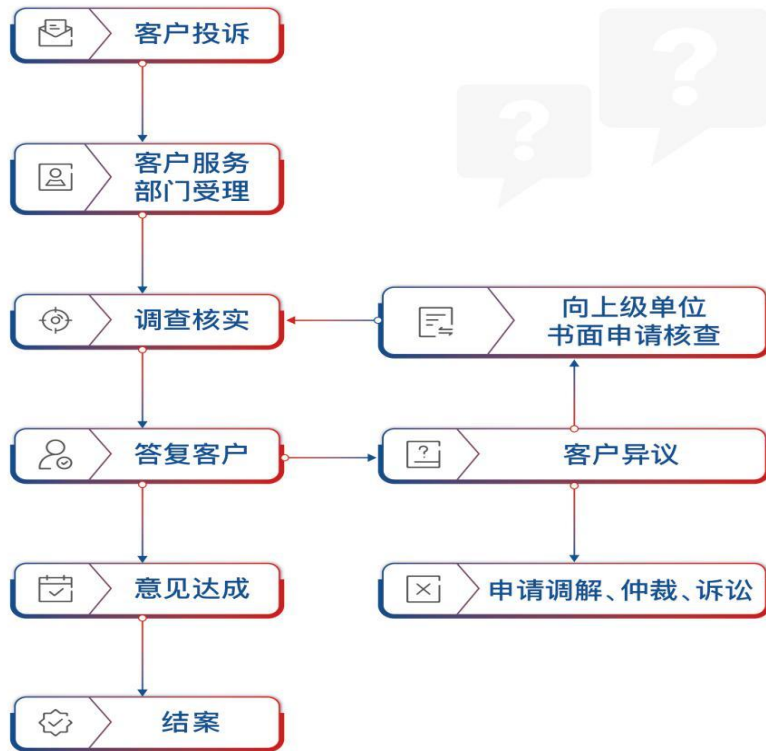 客户投诉
客户服务
部门受理
调查核实
向上级单位
书面申请核查
答复客户
客户异议
意见达成
申请调解、仲裁、诉讼
结案